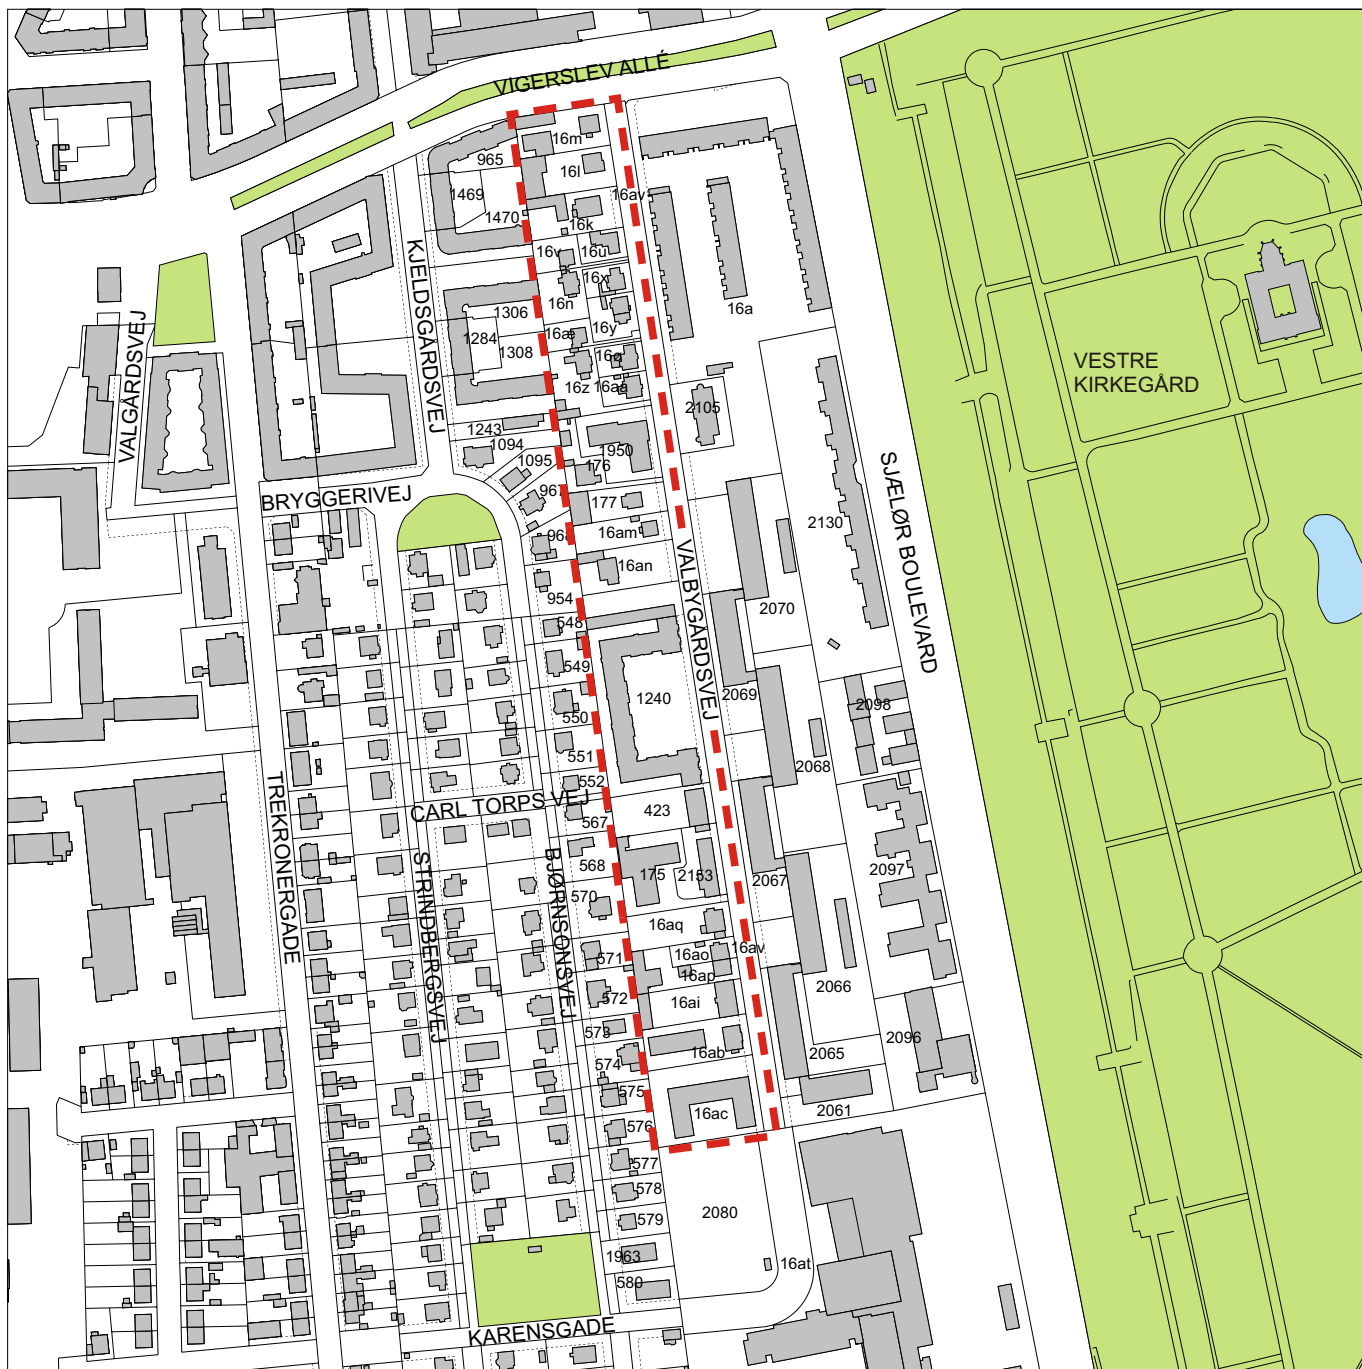 VIGERSLEV ALLÉ
16m
965
16l
1469
16av
1470
16k
16v
16u
KJELDSGÅRDSVEJ
16x
16n
1306
16a
VALGÅRDSVEJ
16æ
16y
1284
1308
16ø
VESTRE
KIRKEGÅRD
16z
16aa
2105
1243
1094
1950
1095
176
SJÆLØR BOULEVARD
BRYGGERIVEJ
967
177
2130
968
16am
VALBYGÅRDSVEJ
16an
954
2070
548
549
1240
2069
2098
550
551
2068
552
CARL TORPS VEJ
423
TREKRONERGADE
567
STRINDBERGSVEJ
BJØRNSONSVEJ
568
175
2153
2067
2097
570
16aq
16av
16ao
571
16ap
2066
572
16ai
573
2096
16ab
2065
574
575
16ac
2061
576
577
578
2080
579
1963
16at
580
KARENSGADE